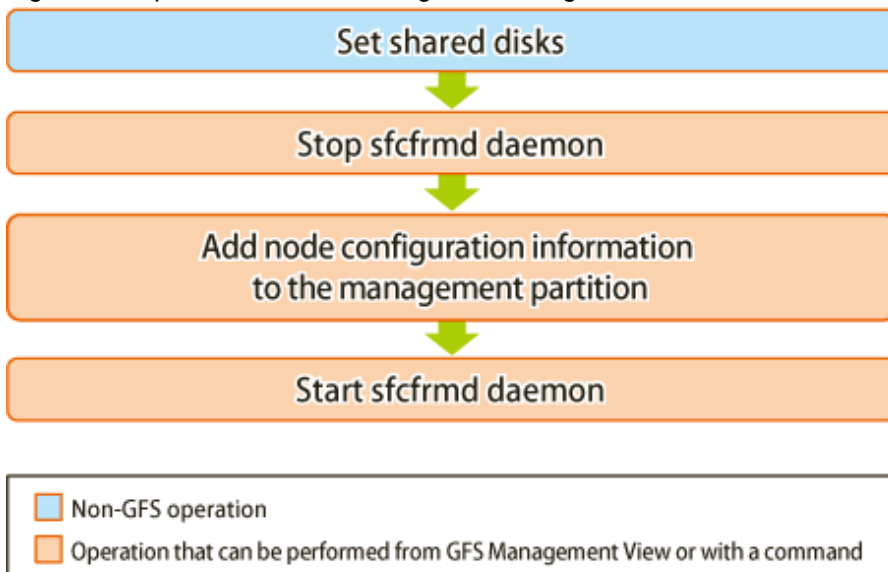 Set shared disks
Stop sfcfrmd daemon
Add node configuration information
to the management partition
Start sfcfrmd daemon
Non-GFS operation
Operation that can be performed from GFS Management View or with a command